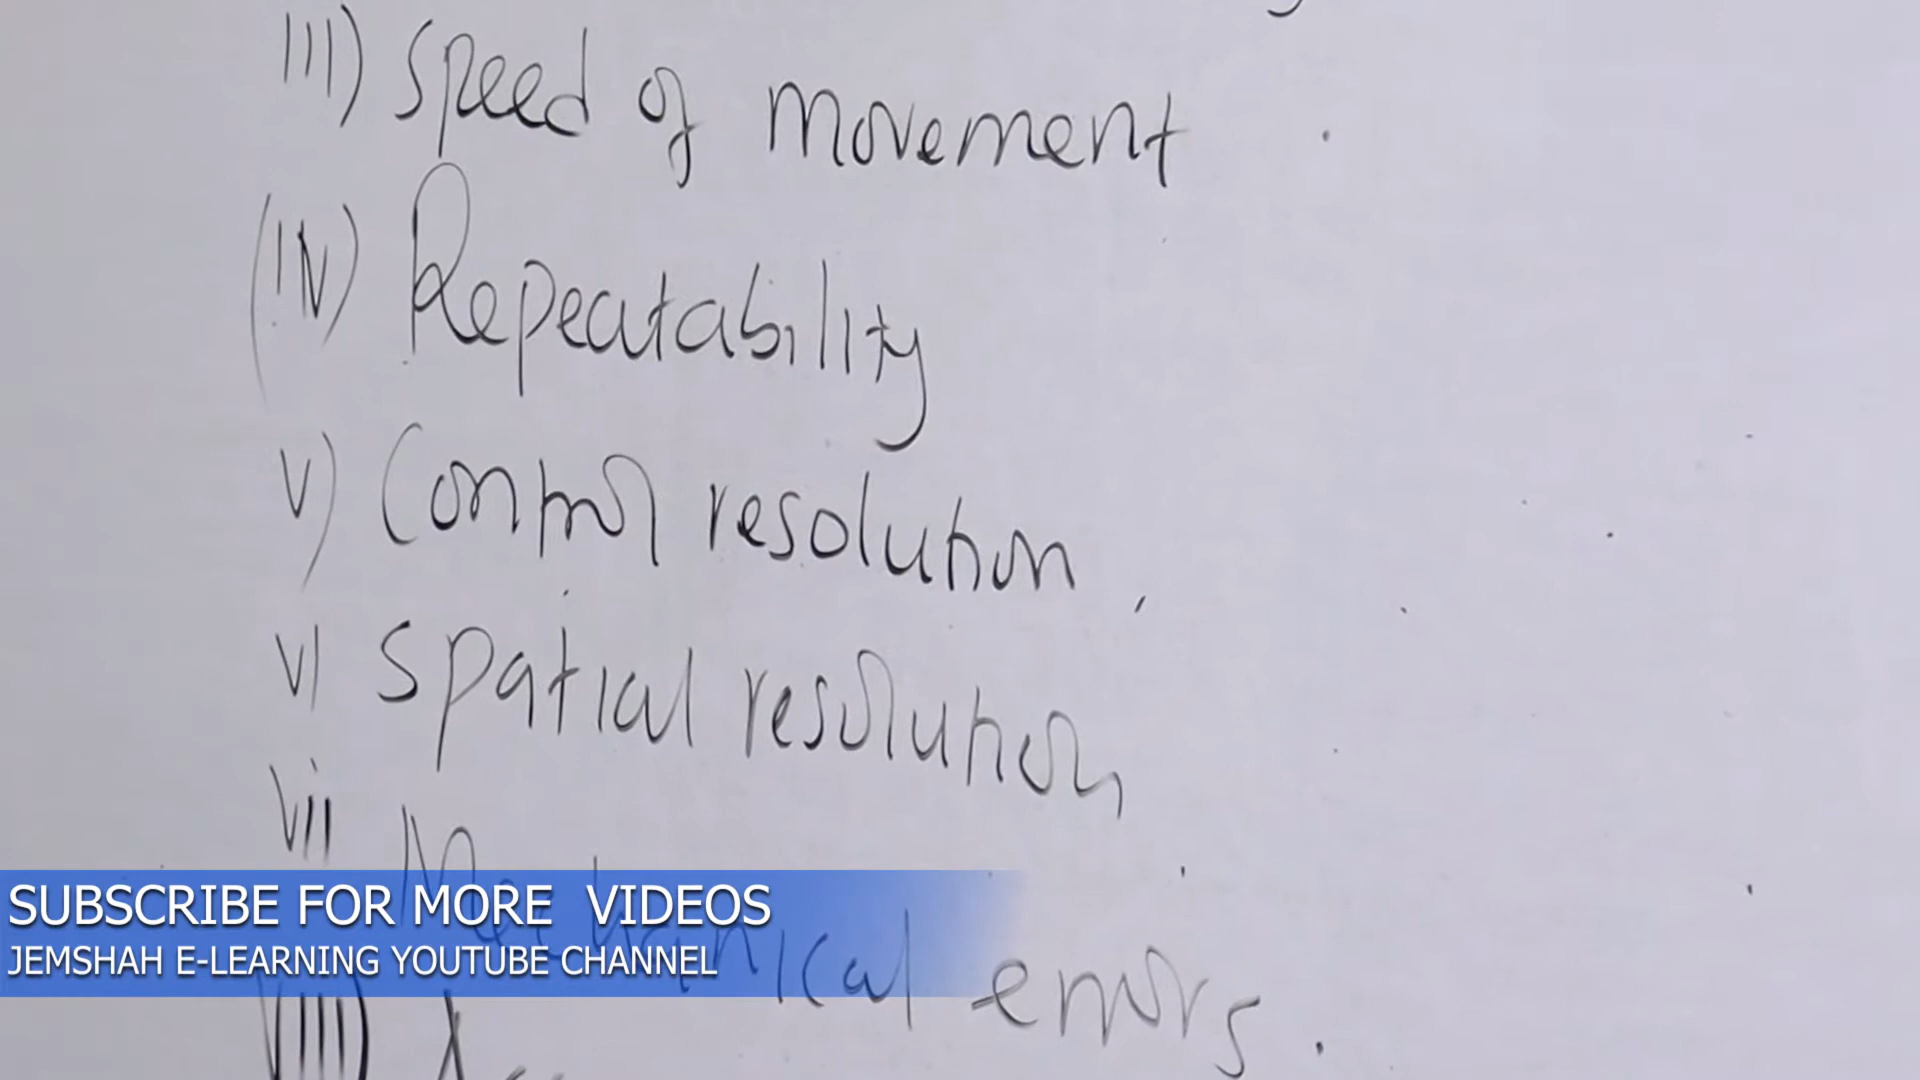 III) Speed of movement
(IV) Repeatability
V) Control resolution,
VI Spatial resolution
Vii Mechanical errors.
SUBSCRIBE FOR MORE VIDEOS
JEMSHAH E-LEARNING YOUTUBE CHANNEL